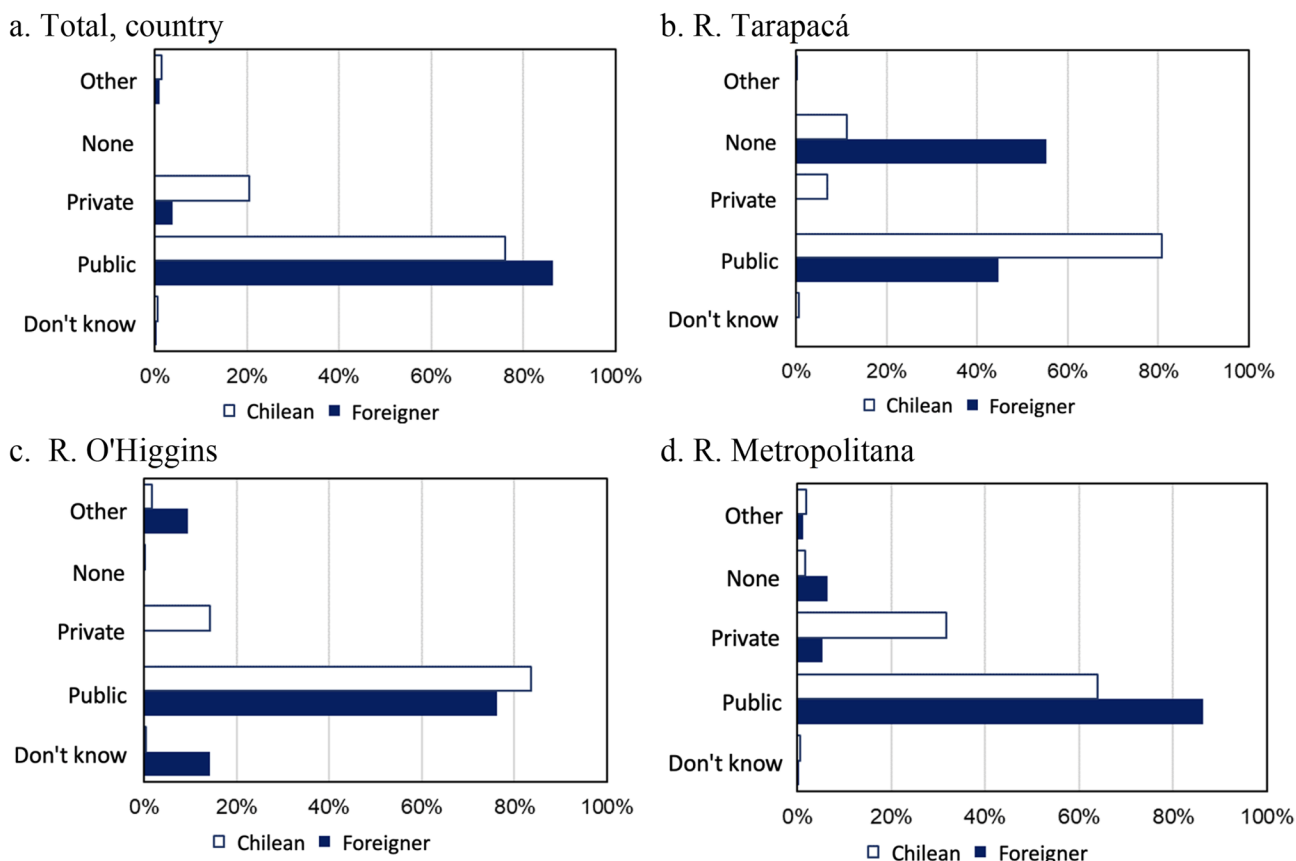 a. Total, country
Other
None
Private
Public
Don't know
0% 20% 40% 60% 80% 100%
Chilean Foreigner
b. R. Tarapacá
Other
None
Private
Public
Don't know
0% 20% 40% 60% 80% 100%
Chilean Foreigner
c. R. O'Higgins
Other
None
Private
Public
Don't know
0% 20% 40% 60% 80% 100%
Chilean Foreigner
d. R. Metropolitana
Other
None
Private
Public
Don't know
0% 20% 40% 60% 80% 100%
Chilean Foreigner